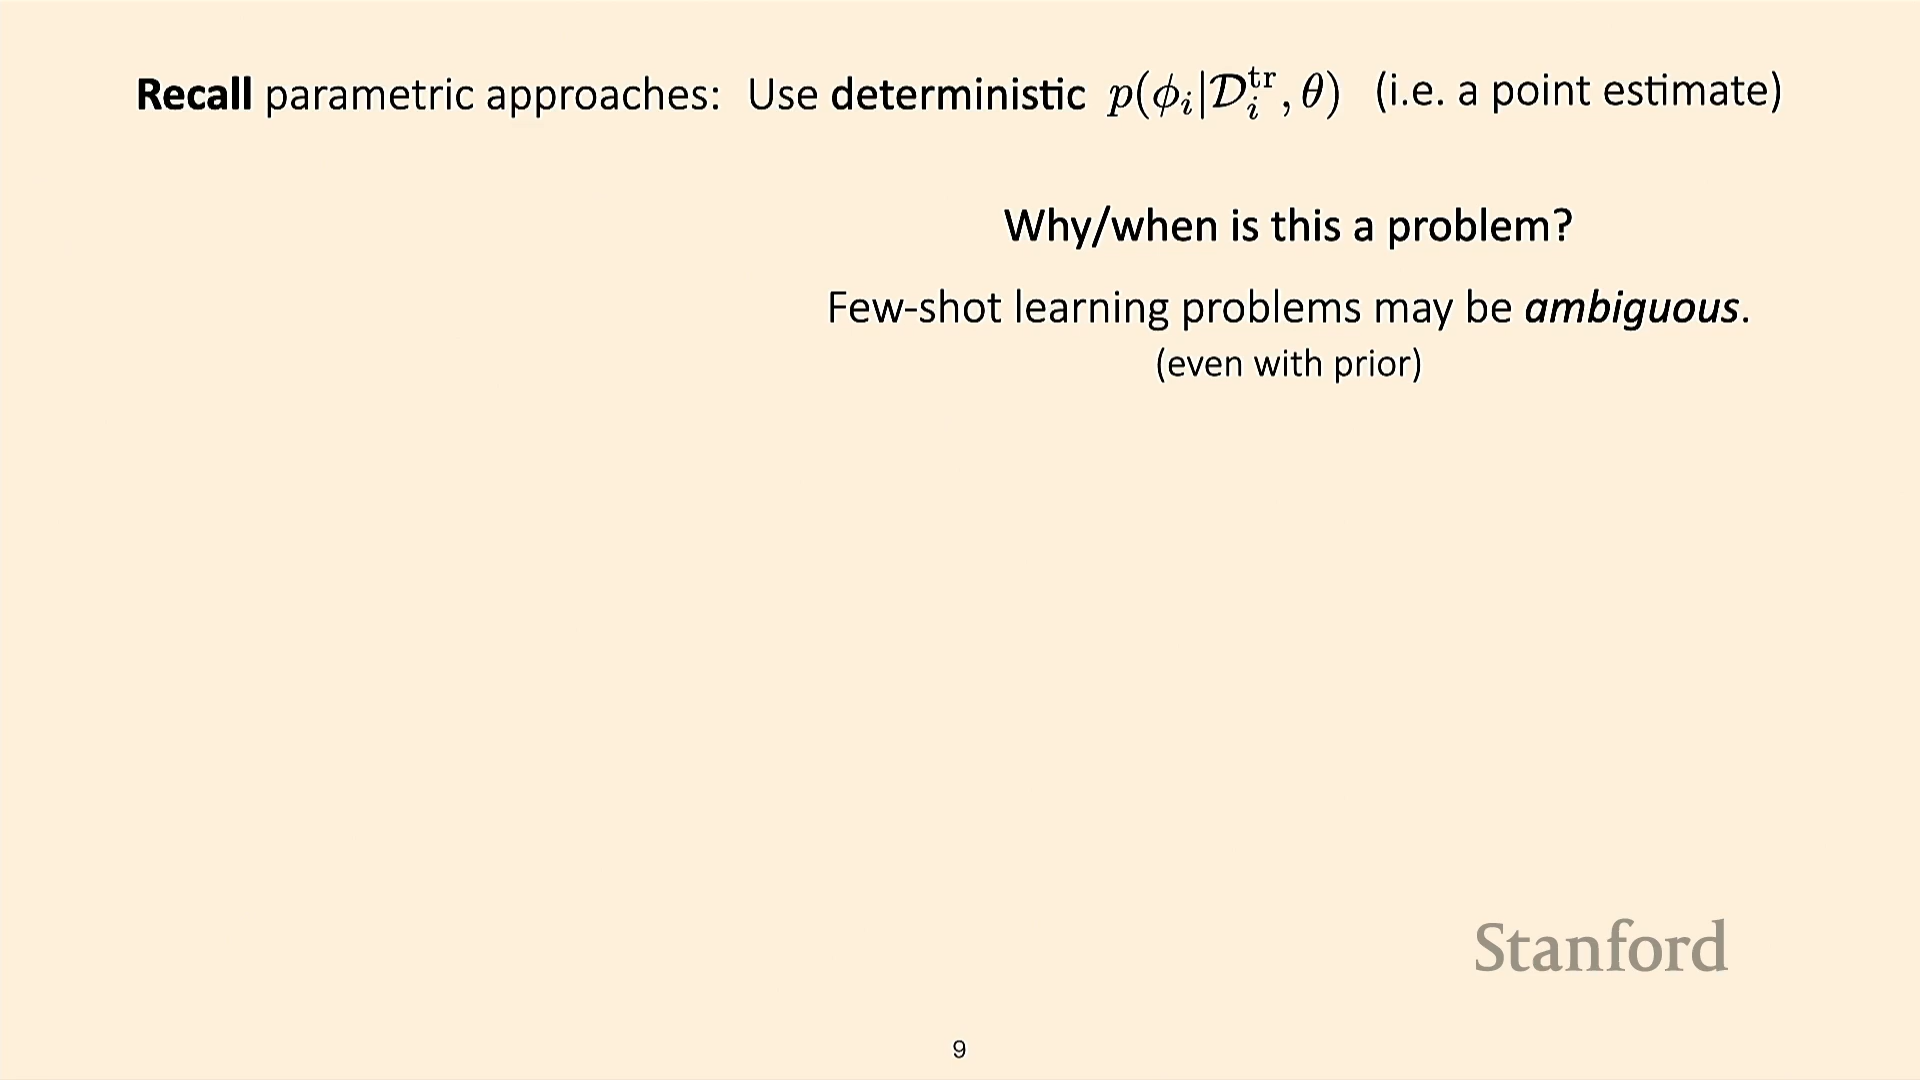 Recall parametric approaches: Use deterministic p(ϕ_i|𝒟_i^tr, θ) (i.e. a point estimate)
Why/when is this a problem?
Few-shot learning problems may be ambiguous.
(even with prior)
Stanford
9